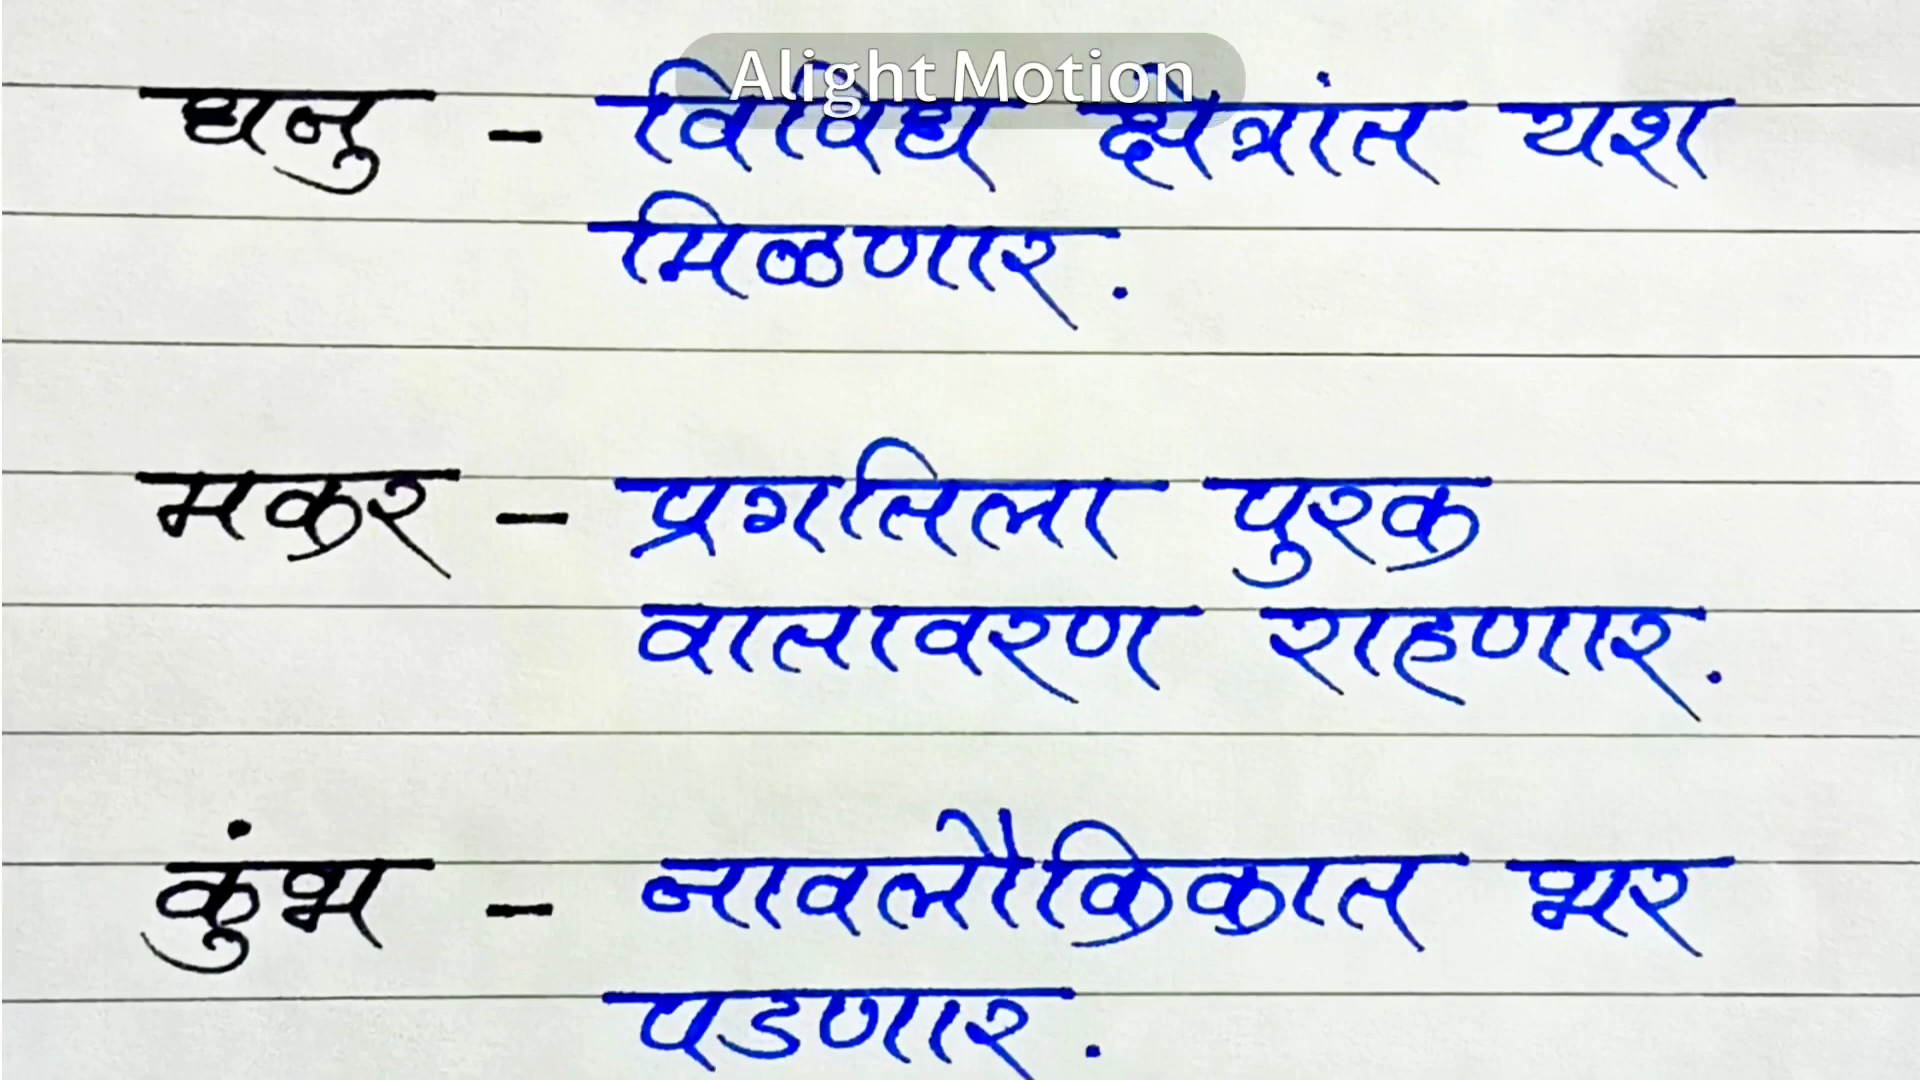 Alight Motion
धनु - विविध क्षेत्रांत यश
मिळणार.
मकर - प्रगतिला पुरक
वातावरण राहणार.
कुंभ - नावलौकिकात भर
पडणार.